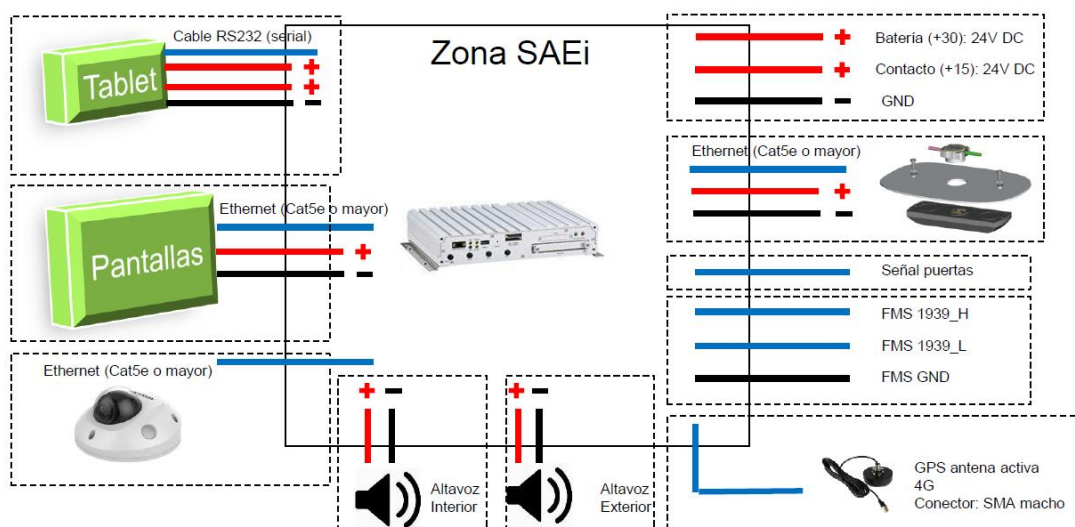 Cable RS232 (serial)
+
+
-
Tablet
Zona SAEi
+ Batería (+30): 24V DC
+ Contacto (+15): 24V DC
- GND
Ethernet (Cat5e o mayor)
+
-
Ethernet (Cat5e o mayor)
+
-
Pantallas
Señal puertas
FMS 1939_H
FMS 1939_L
FMS GND
Ethernet (Cat5e o mayor)
+ -
Altavoz
Interior
+ -
Altavoz
Exterior
GPS antena activa
4G
Conector: SMA macho